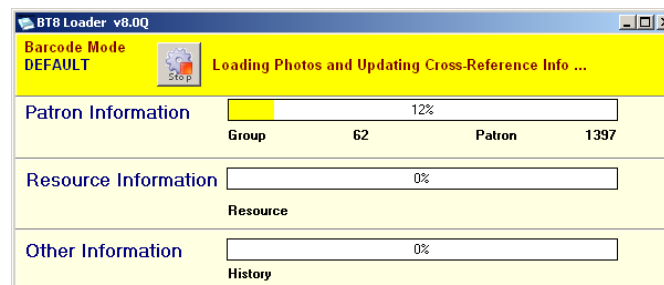 BT8 Loader v8.0Q
Barcode Mode
DEFAULT
Stop
Loading Photos and Updating Cross-Reference Info ...
Patron Information
12%
Group 62 Patron 1397
Resource Information
0%
Resource
Other Information
0%
History